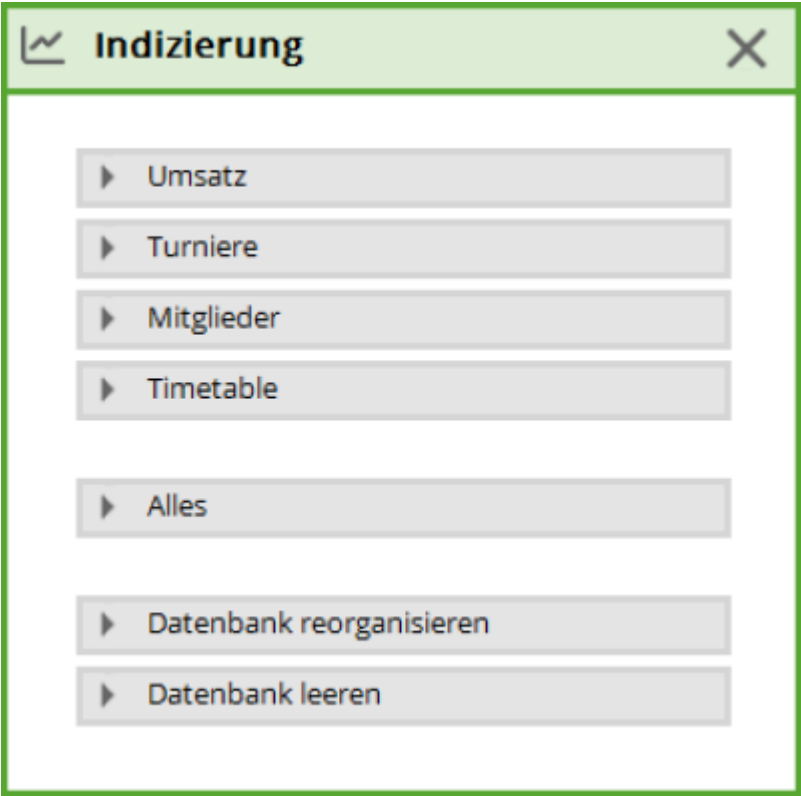 Indizierung
Umsatz
Turniere
Mitglieder
Timetable
Alles
Datenbank reorganisieren
Datenbank leeren